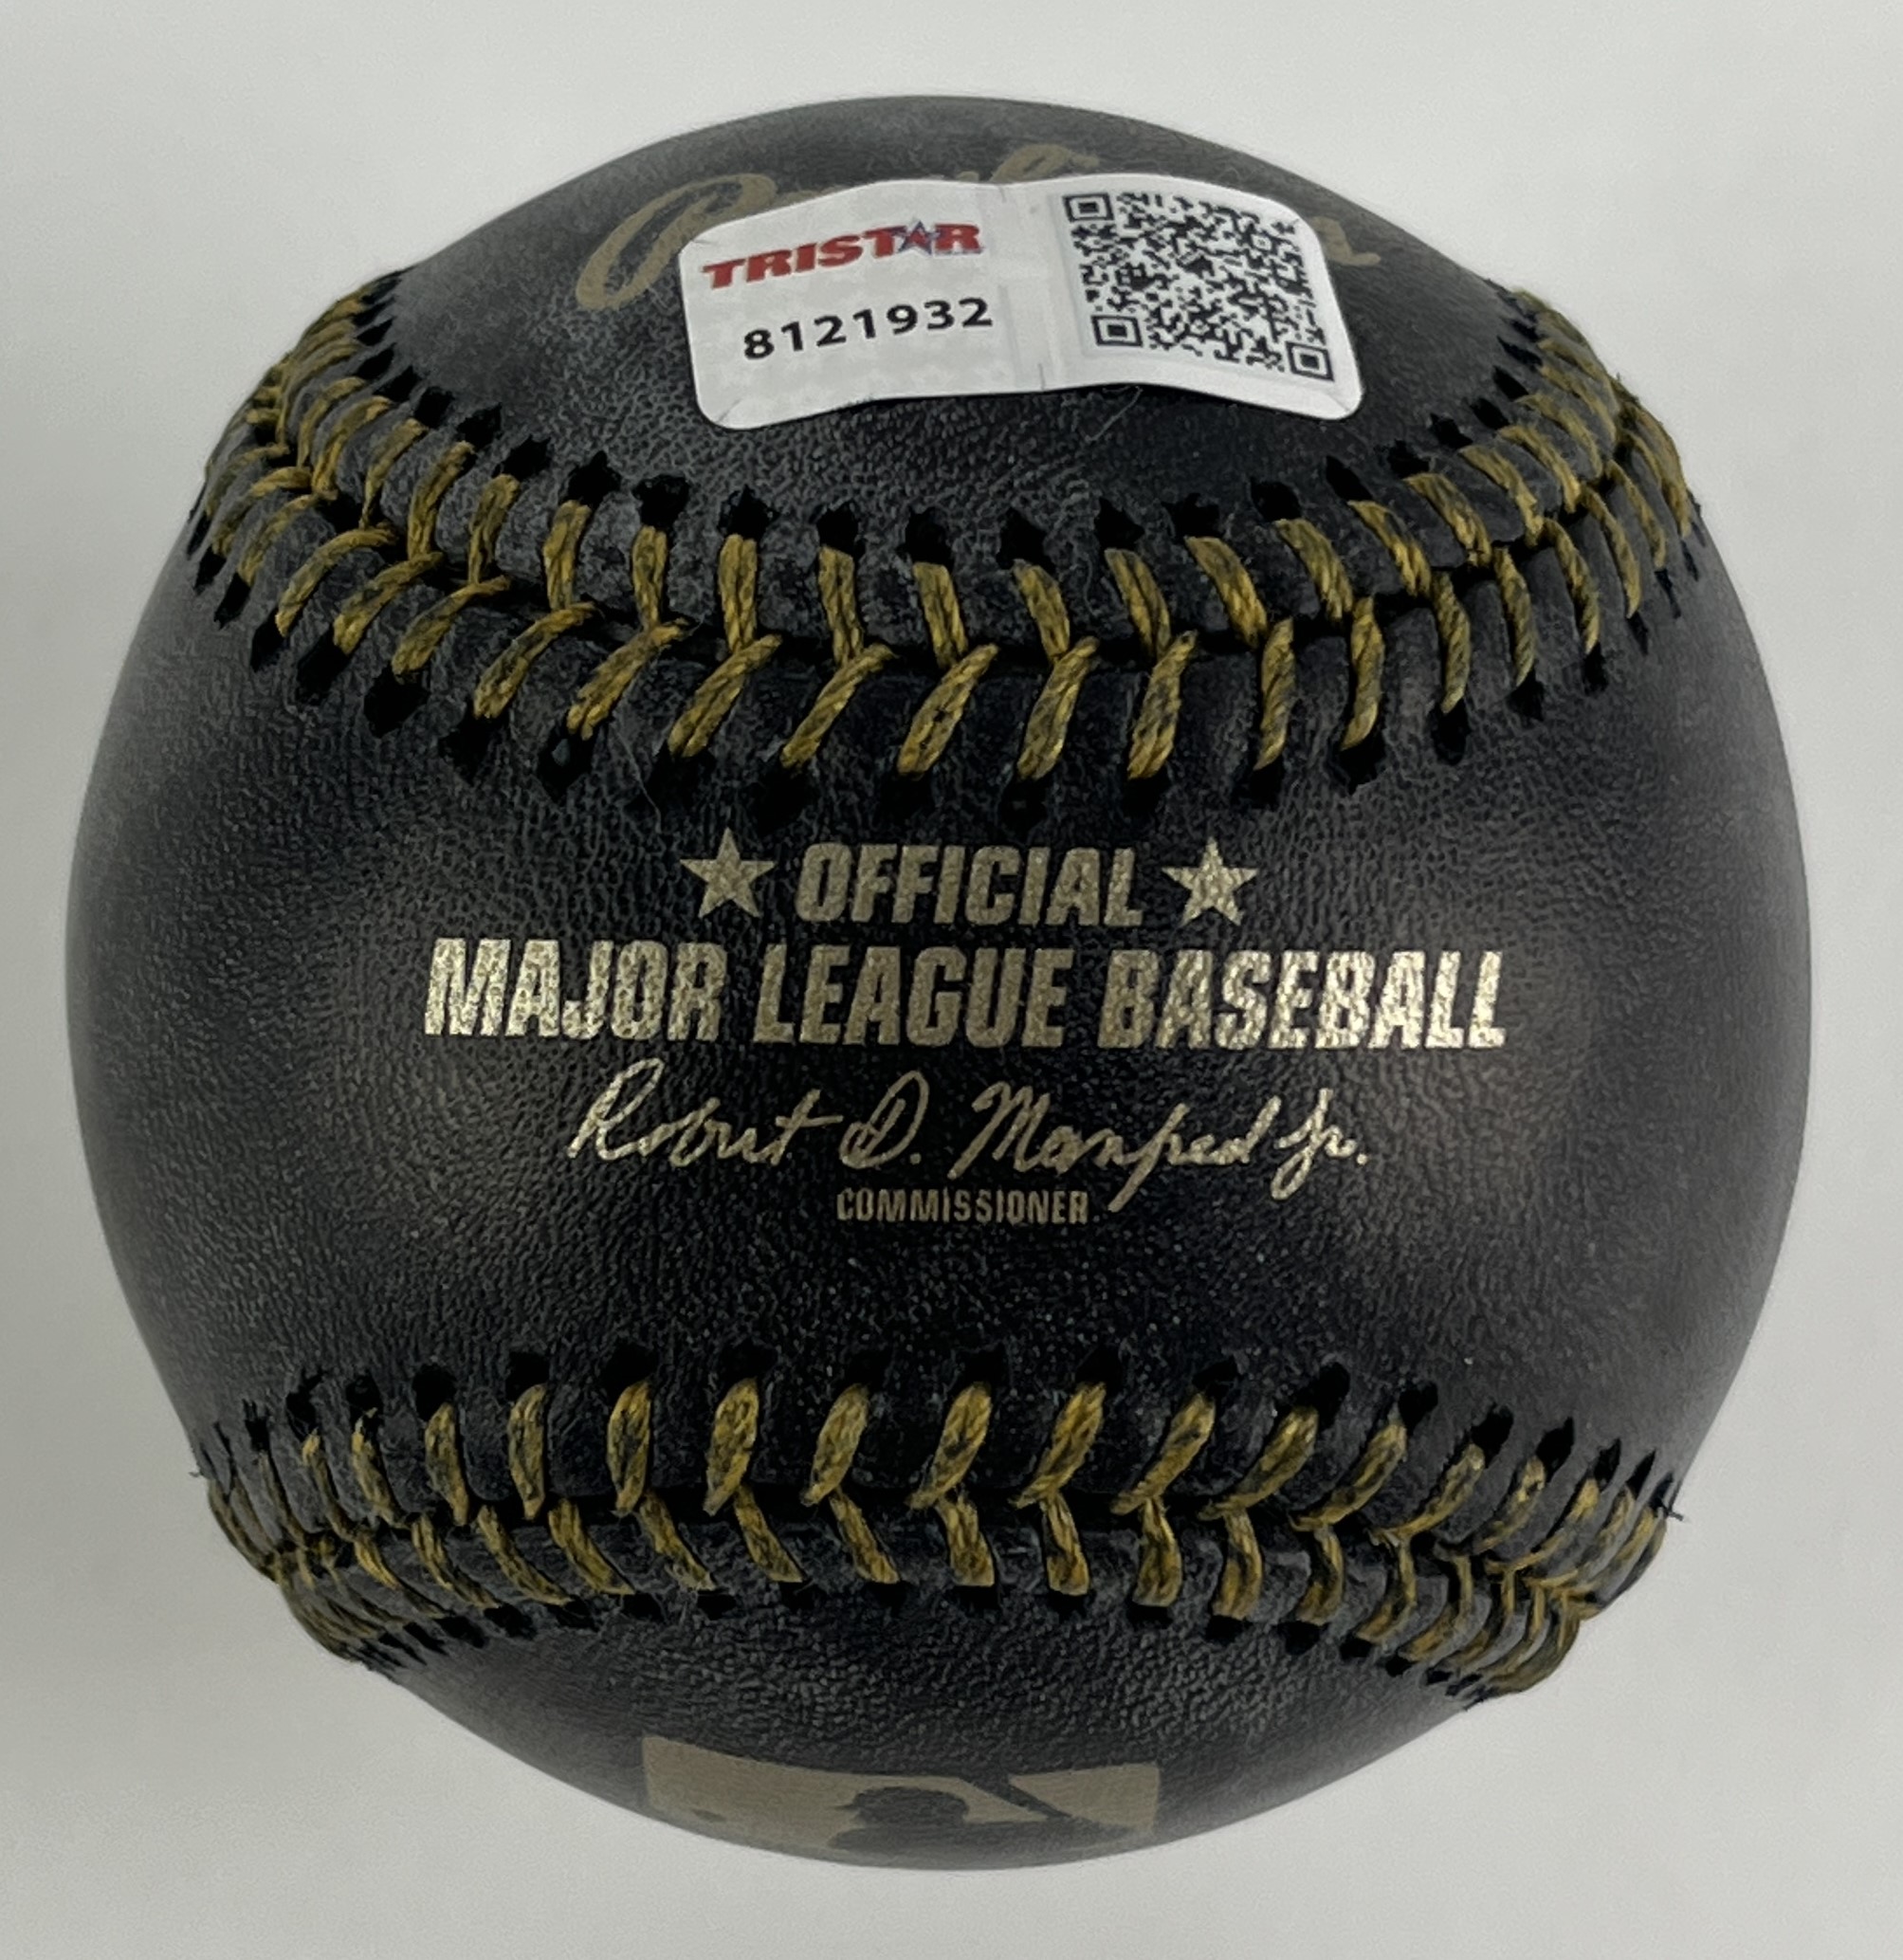 TRISTAR
8121932
★ OFFICIAL ★
MAJOR LEAGUE BASEBALL
Robert D. Manfred Jr.
COMMISSIONER